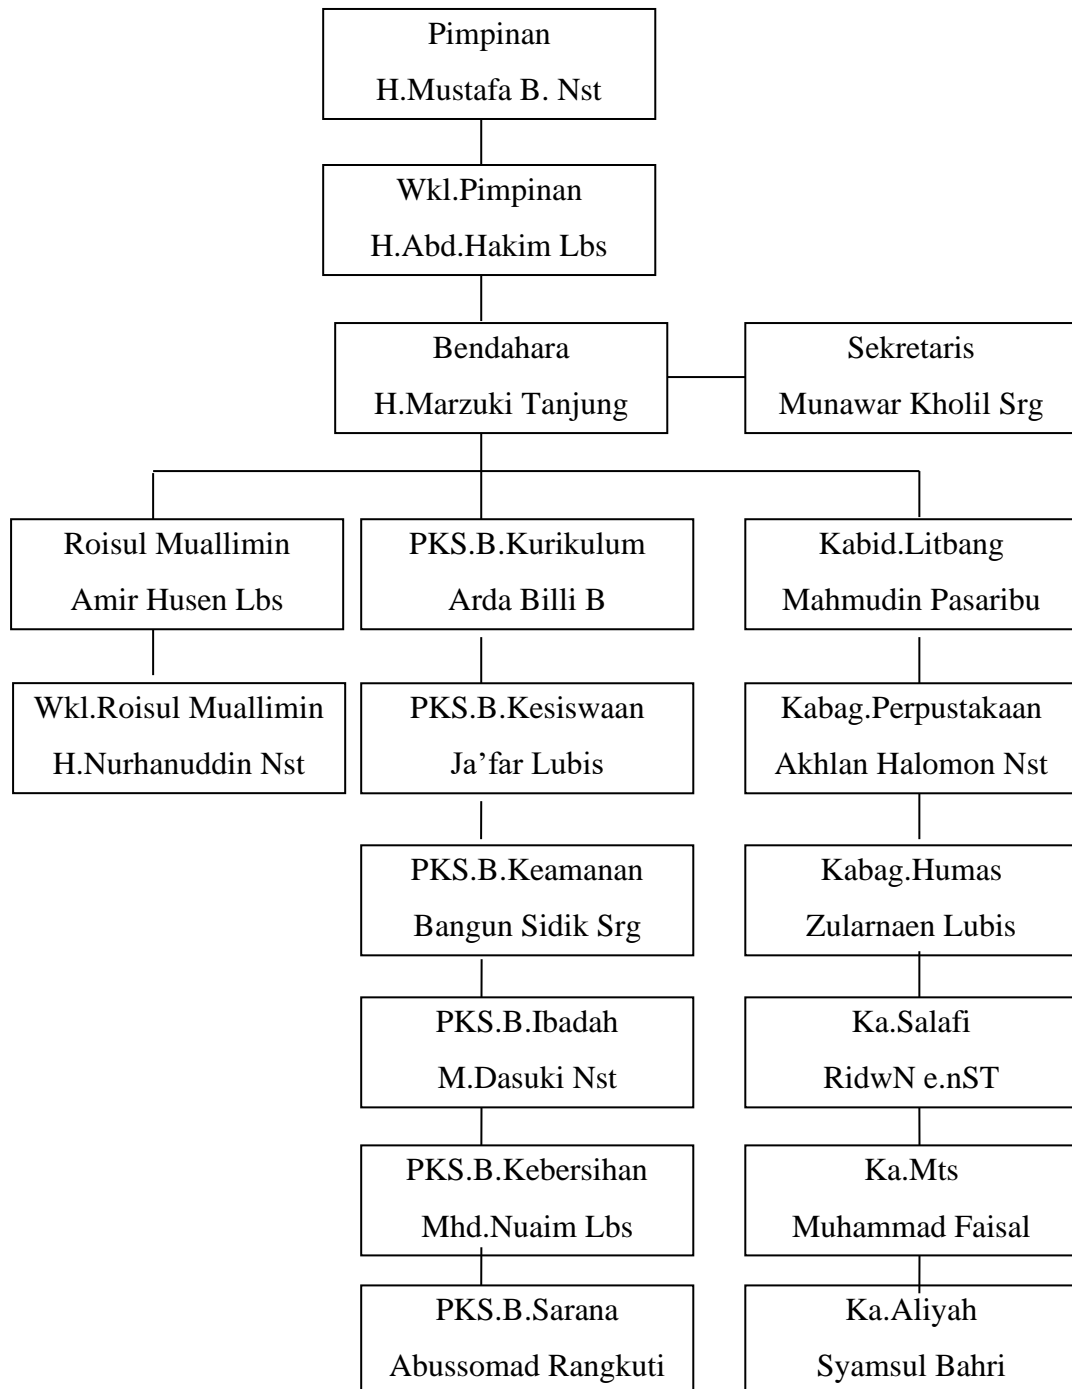 Pimpinan
H.Mustafa B. Nst
Wkl.Pimpinan
H.Abd.Hakim Lbs
Bendahara
H.Marzuki Tanjung
Sekretaris
Munawar Kholil Srg
Roisul Muallimin
Amir Husen Lbs
PKS.B.Kurikulum
Arda Billi B
Kabid.Litbang
Mahmudin Pasaribu
Wkl.Roisul Muallimin
H.Nurhanuddin Nst
PKS.B.Kesiswaan
Ja’far Lubis
Kabag.Perpustakaan
Akhlan Halomon Nst
PKS.B.Keamanan
Bangun Sidik Srg
Kabag.Humas
Zularnaen Lubis
PKS.B.Ibadah
M.Dasuki Nst
Ka.Salafi
RidwN e.nST
PKS.B.Kebersihan
Mhd.Nuaim Lbs
Ka.Mts
Muhammad Faisal
PKS.B.Sarana
Abussomad Rangkuti
Ka.Aliyah
Syamsul Bahri